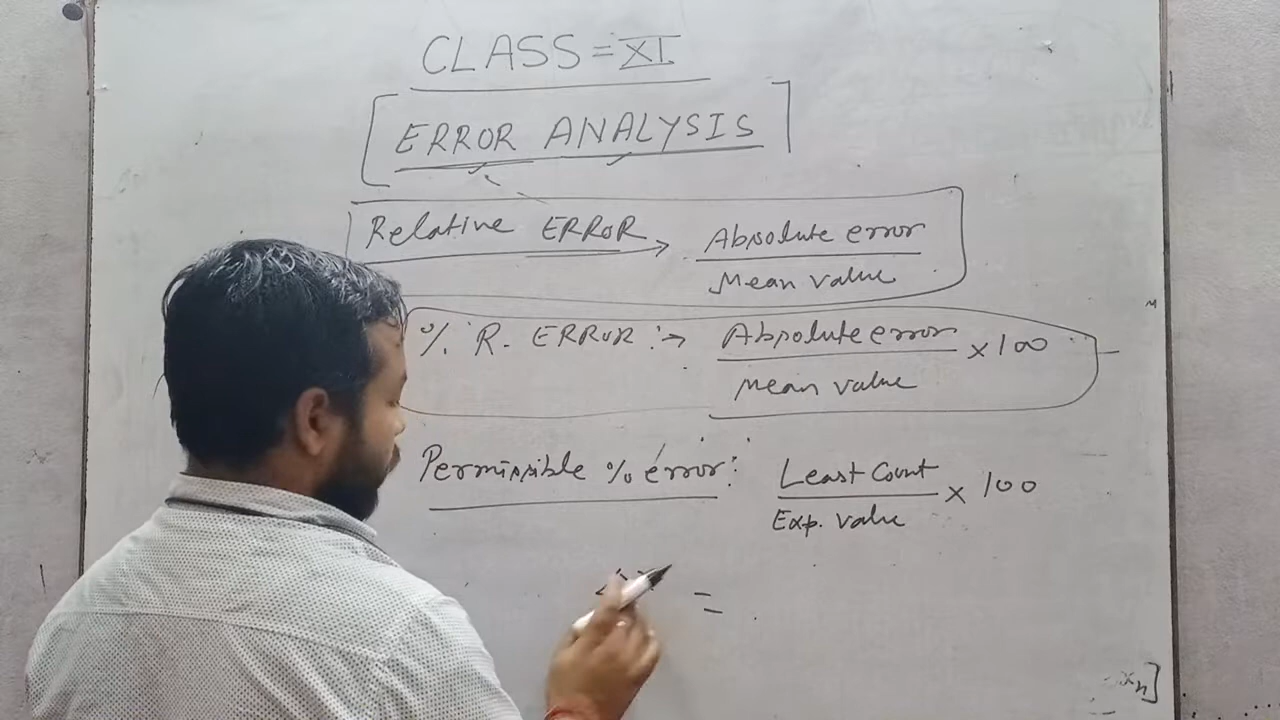 CLASS = XI
[ERROR ANALYSIS]
Relative ERROR → Absolute error
Mean value
% R. ERROR :→ Absolute error × 100
Mean value
Permissible % error: Least Count × 100
Exp. value
=
xn]